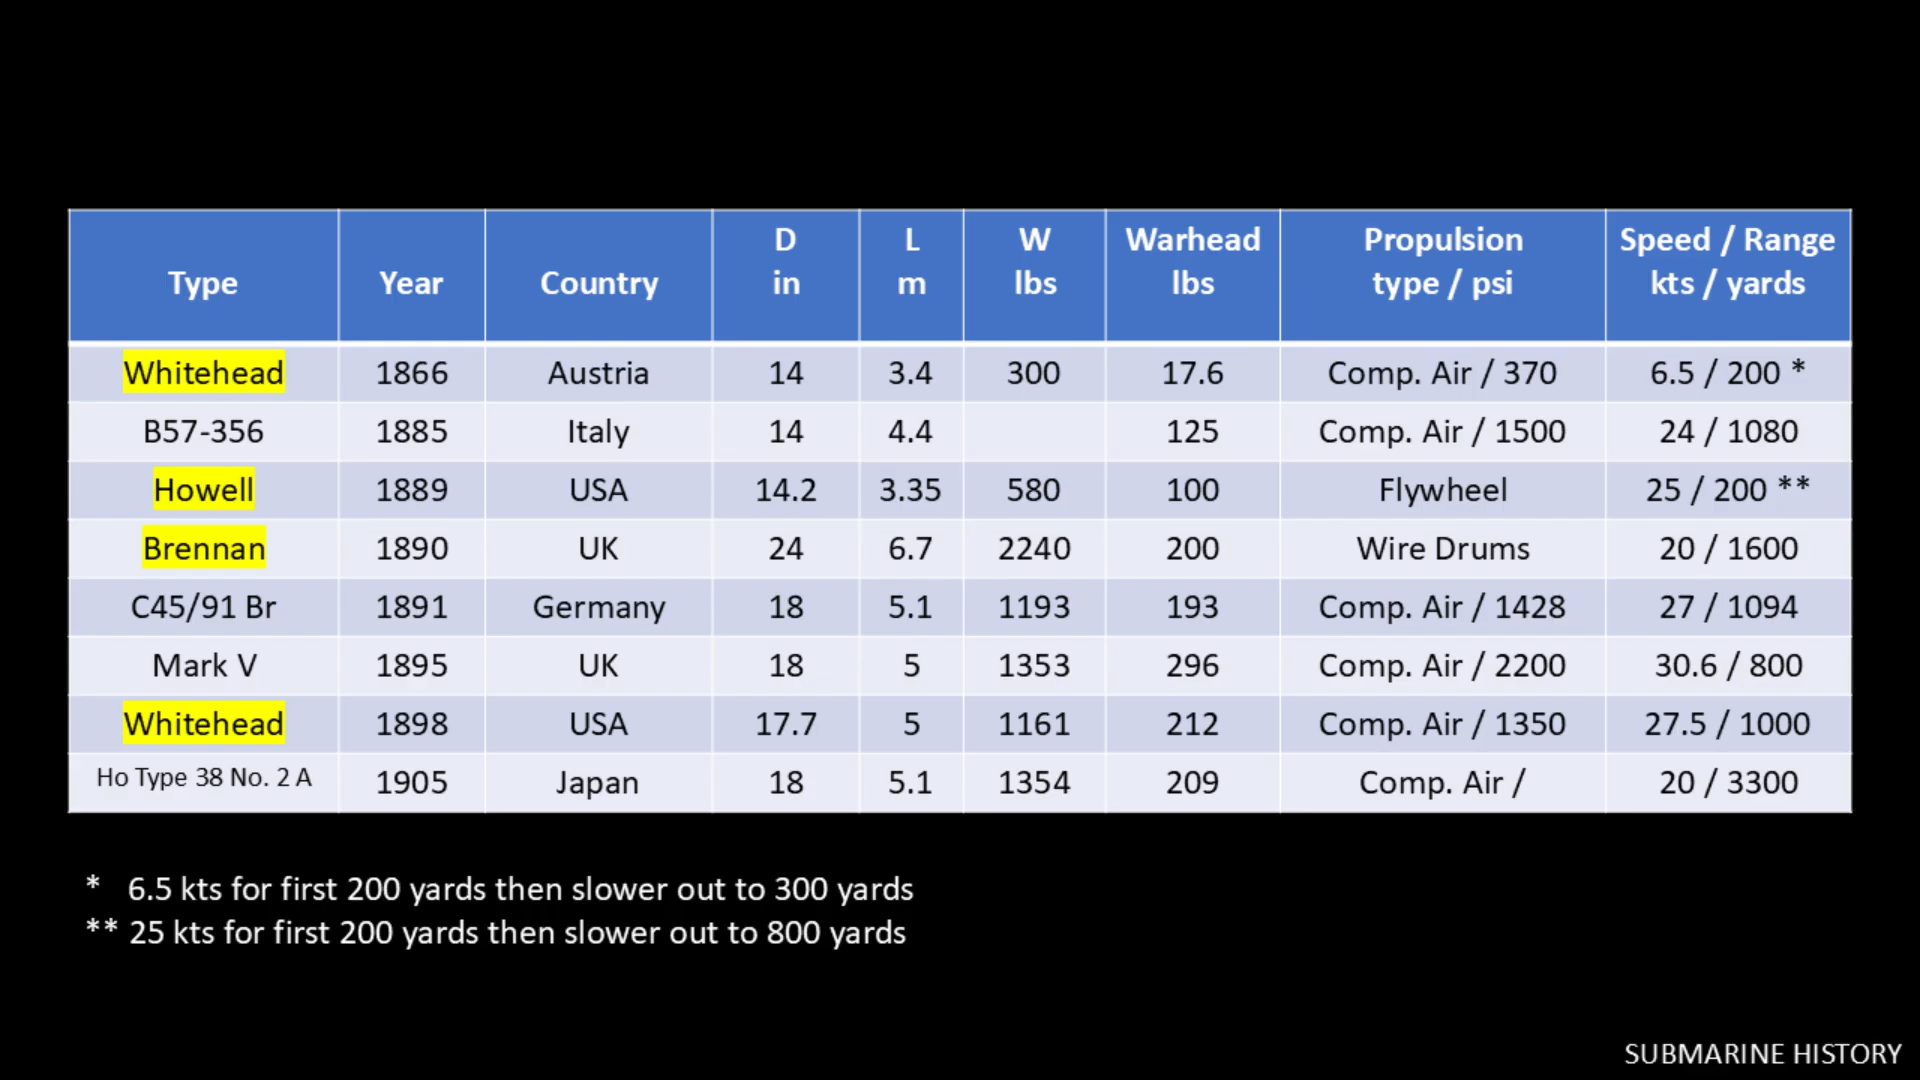 Type Year Country D in L m W lbs Warhead lbs Propulsion type / psi Speed / Range kts / yards
Whitehead 1866 Austria 14 3.4 300 17.6 Comp. Air / 370 6.5 / 200 *
B57-356 1885 Italy 14 4.4 125 Comp. Air / 1500 24 / 1080
Howell 1889 USA 14.2 3.35 580 100 Flywheel 25 / 200 **
Brennan 1890 UK 24 6.7 2240 200 Wire Drums 20 / 1600
C45/91 Br 1891 Germany 18 5.1 1193 193 Comp. Air / 1428 27 / 1094
Mark V 1895 UK 18 5 1353 296 Comp. Air / 2200 30.6 / 800
Whitehead 1898 USA 17.7 5 1161 212 Comp. Air / 1350 27.5 / 1000
Ho Type 38 No. 2 A 1905 Japan 18 5.1 1354 209 Comp. Air / 20 / 3300
* 6.5 kts for first 200 yards then slower out to 300 yards
** 25 kts for first 200 yards then slower out to 800 yards
SUBMARINE HISTORY